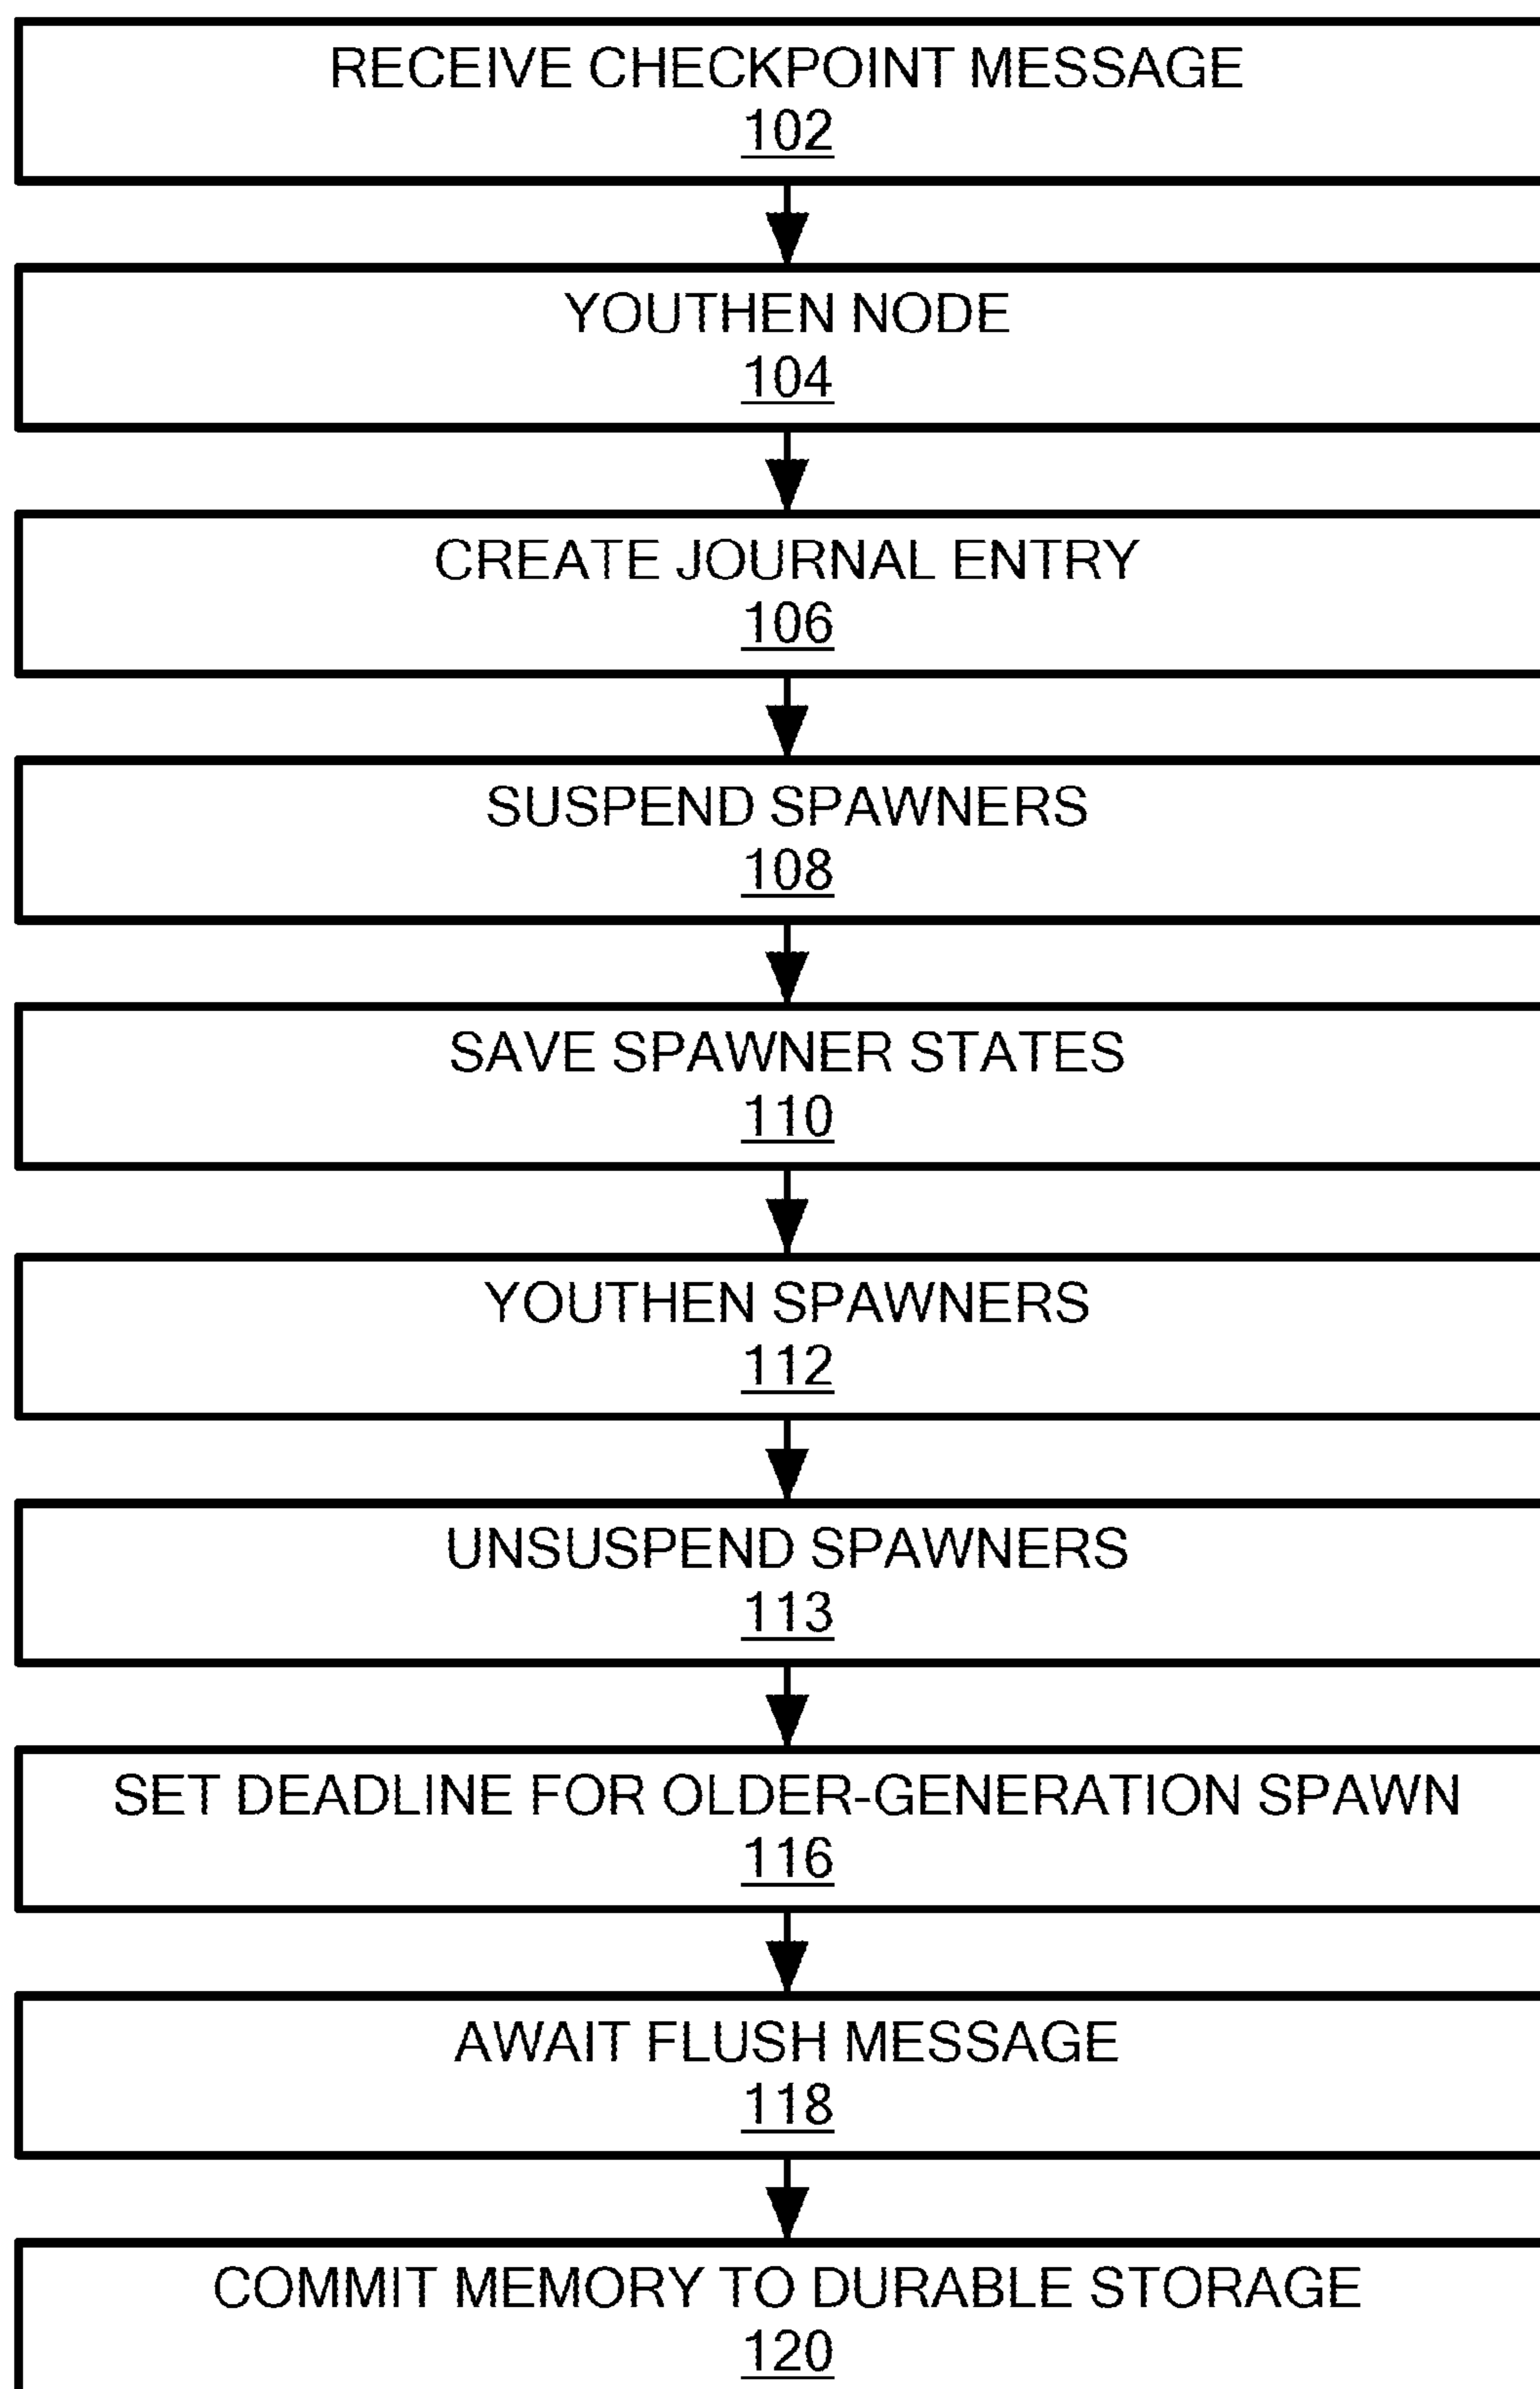 RECEIVE CHECKPOINT MESSAGE
102
YOUTHEN NODE
104
CREATE JOURNAL ENTRY
106
SUSPEND SPAWNERS
108
SAVE SPAWNER STATES
110
YOUTHEN SPAWNERS
112
UNSUSPEND SPAWNERS
113
SET DEADLINE FOR OLDER-GENERATION SPAWN
116
AWAIT FLUSH MESSAGE
118
COMMIT MEMORY TO DURABLE STORAGE
120